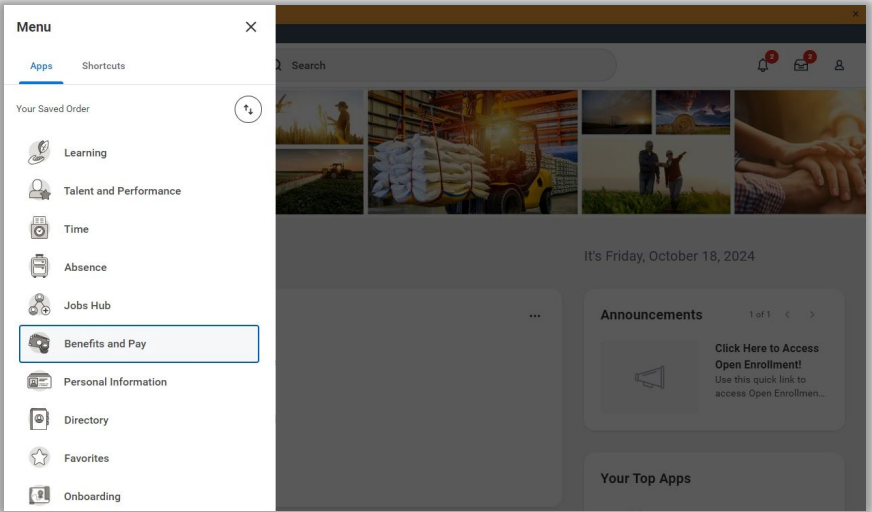 Menu
Apps
Shortcuts
Your Saved Order
Learning
Talent and Performance
Time
Absence
Jobs Hub
Benefits and Pay
Personal Information
Directory
Favorites
Onboarding
Search
2
2
It's Friday, October 18, 2024
Announcements
1 of 1
Click Here to Access
Open Enrollment!
Use this quick link to
access Open Enrollmen...
Your Top Apps